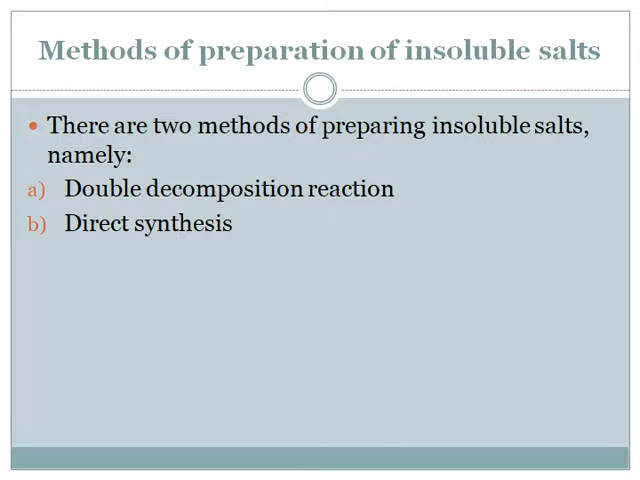 Methods of preparation of insoluble salts
• There are two methods of preparing insoluble salts,
namely:
a) Double decomposition reaction
b) Direct synthesis